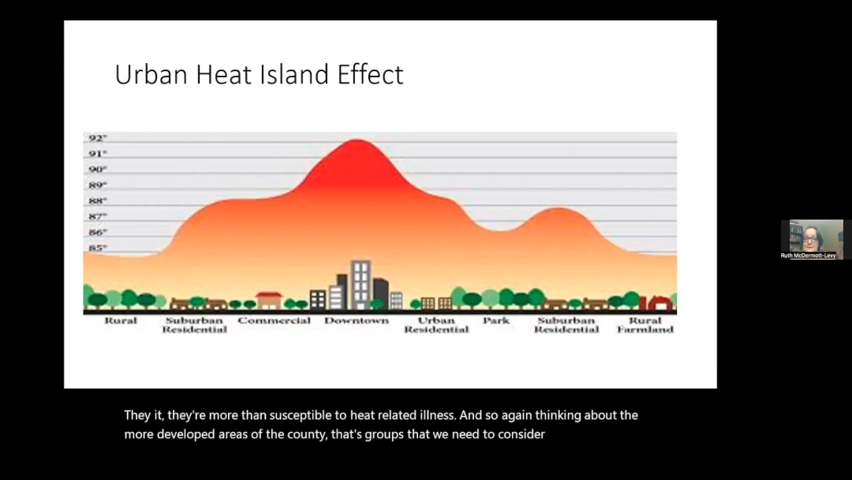 Urban Heat Island Effect
92°
91°
90°
89°
88°
87°
86°
85°
Rural
Suburban
Residential
Commercial
Downtown
Urban
Residential
Park
Suburban
Residential
Rural
Farmland
Ruth McDermott-Levy
They it, they're more than susceptible to heat related illness. And so again thinking about the
more developed areas of the county, that's groups that we need to consider